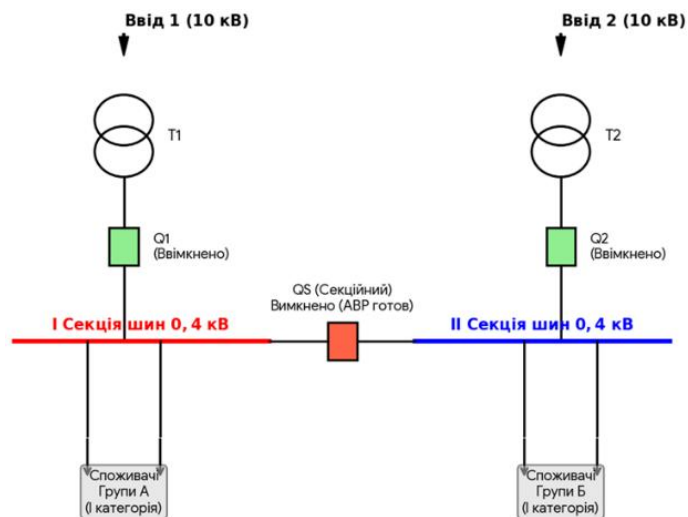 Ввід 1 (10 кВ)
Ввід 2 (10 кВ)
T1
T2
Q1
(Ввімкнено)
Q2
(Ввімкнено)
QS (Секційний)
Вимкнено (АВР готов)
I Секція шин 0, 4 кВ
II Секція шин 0, 4 кВ
Споживачі
Групи А
(I категорія)
Споживачі
Групи Б
(I категорія)